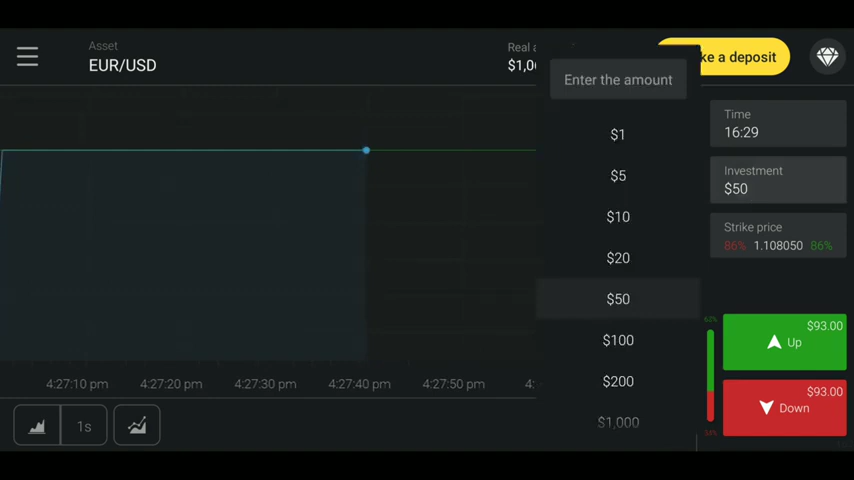 Asset
EUR/USD
Real a
$1,0
ke a deposit
Enter the amount
$1
$5
$10
$20
$50
$100
$200
$1,000
Time
16:29
Investment
$50
Strike price
86% 1.108050 86%
$93.00
Up
$93.00
Down
4:27:10 pm 4:27:20 pm 4:27:30 pm 4:27:40 pm 4:27:50 pm 4:
1s